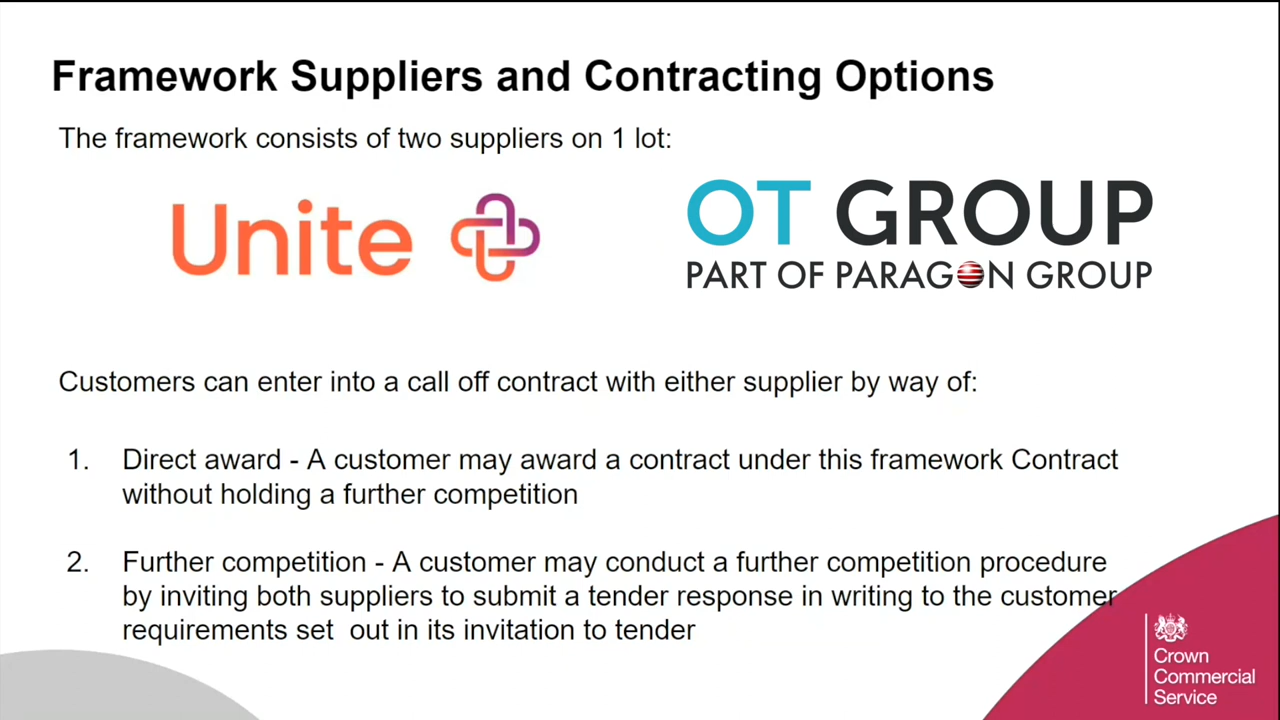 Framework Suppliers and Contracting Options
The framework consists of two suppliers on 1 lot:
Unite
OT GROUP
PART OF PARAGON GROUP
Customers can enter into a call off contract with either supplier by way of:
1. Direct award - A customer may award a contract under this framework Contract
without holding a further competition
2. Further competition - A customer may conduct a further competition procedure
by inviting both suppliers to submit a tender response in writing to the customer
requirements set  out in its invitation to tender
Crown
Commercial
Service